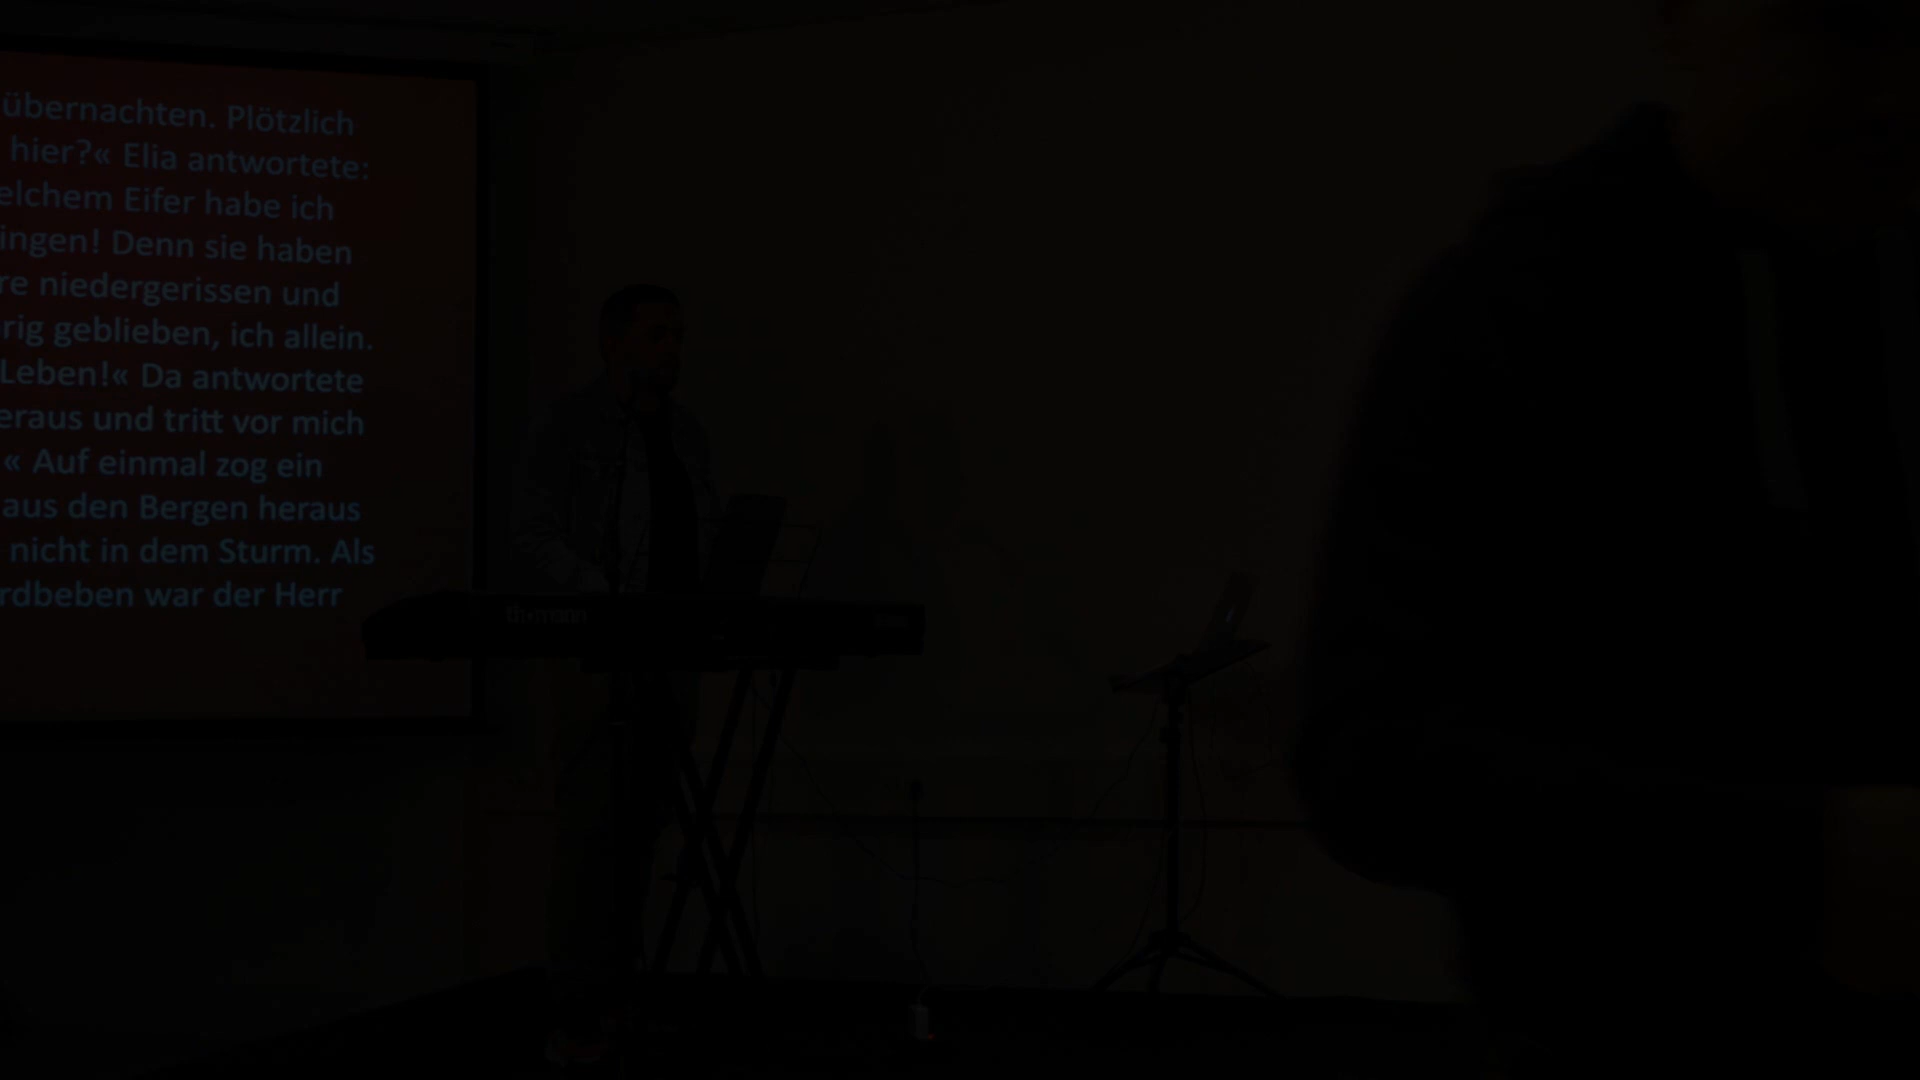 übernachten. Plötzlich
hier?« Elia antwortete:
elchem Eifer habe ich
ingen! Denn sie haben
re niedergerissen und
rig geblieben, ich allein.
Leben!« Da antwortete
eraus und tritt vor mich
« Auf einmal zog ein
aus den Bergen heraus
nicht in dem Sturm. Als
rdbeben war der Herr
th•mann